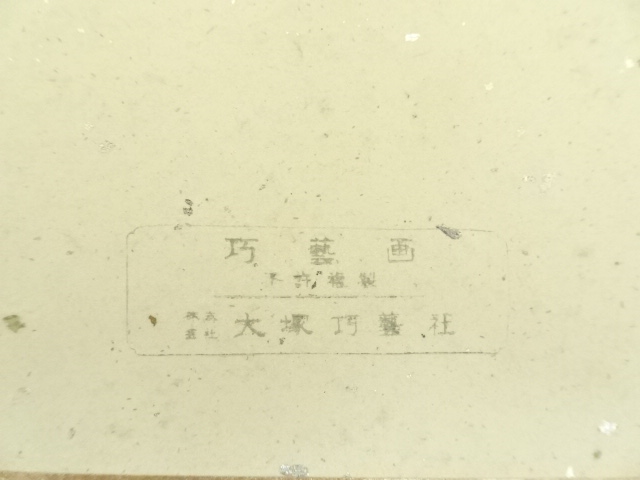 巧藝画
不許複製
株式会社 大塚巧藝社